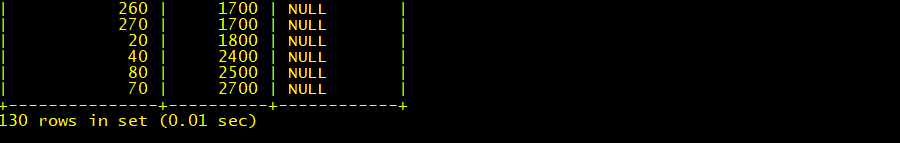 |           260 |     1700 | NULL       |
|           270 |     1700 | NULL       |
|            20 |     1800 | NULL       |
|            40 |     2400 | NULL       |
|            80 |     2500 | NULL       |
|            70 |     2700 | NULL       |
+---------------+----------+------------+
130 rows in set (0.01 sec)